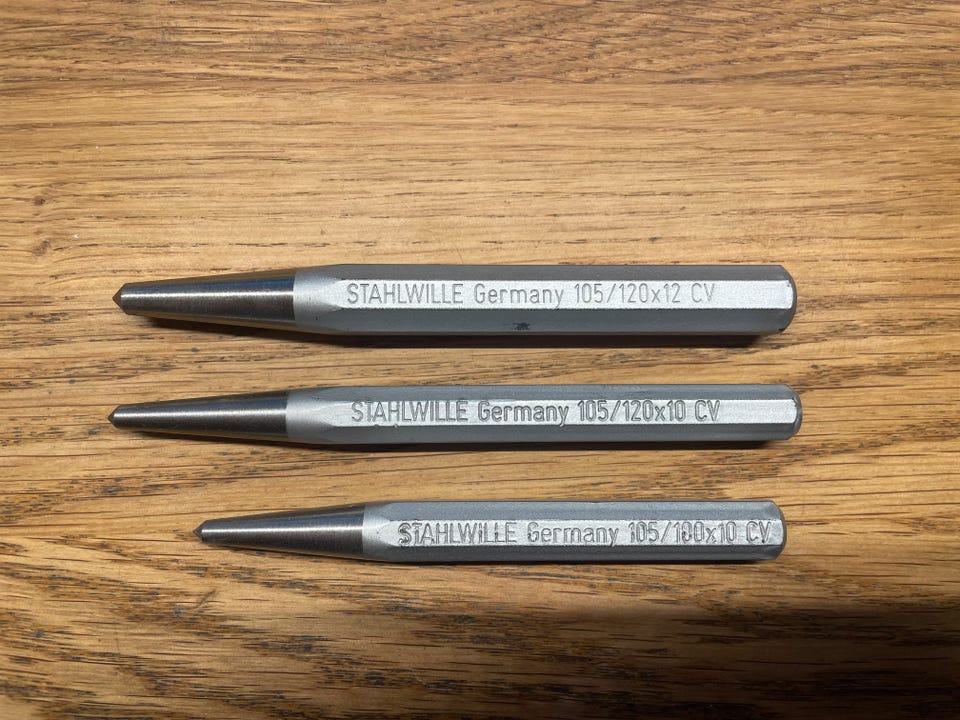 STAHLWILLE Germany 105/120x12 CV
STAHLWILLE Germany 105/120x10 CV
STAHLWILLE Germany 105/100x10 CV